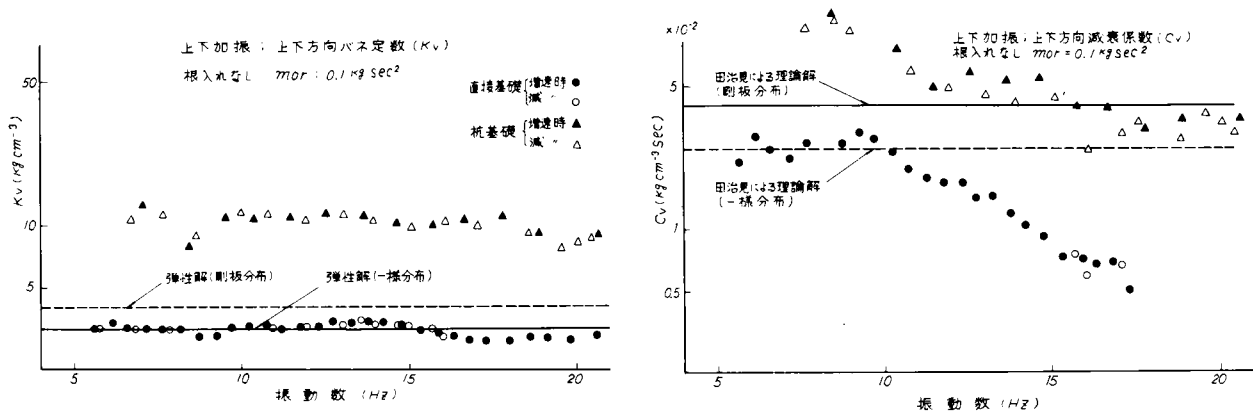 上下加振；上下方向バネ定数(Kv)
根入れなし mor：0.1 kg sec²
直接基礎 { 増速時 ●
減 〃 ○
杭基礎 { 増速時 ▲
減 〃 △
Kv(kg cm⁻³)
50
10
5
弾性解(剛板分布)
弾性解(一様分布)
5
10
15
20
振動数(Hz)
×10⁻²
上下加振；上下方向減衰係数(Cv)
根入れなし mor=0.1 kg sec²
田治見による理論解
(剛板分布)
田治見による理論解
(一様分布)
Cv(kg cm⁻³ sec)
5
1
0.5
5
10
15
20
振動数(Hz)